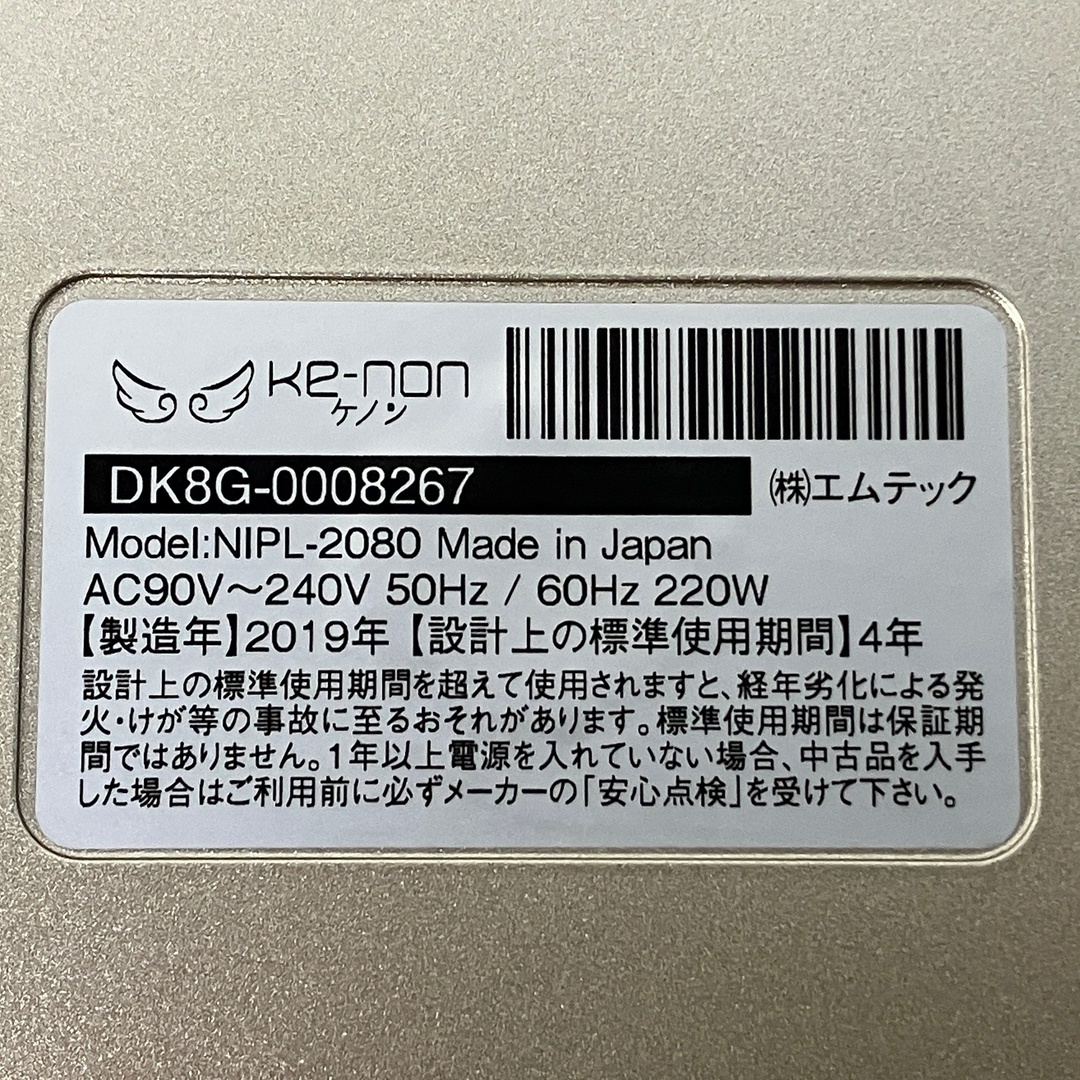 ke-non
ケノン
DK8G-0008267
㈱エムテック
Model:NIPL-2080 Made in Japan
AC90V〜240V 50Hz / 60Hz 220W
【製造年】2019年【設計上の標準使用期間】4年
設計上の標準使用期間を超えて使用されますと、経年劣化による発
火・けが等の事故に至るおそれがあります。標準使用期間は保証期
間ではありません。1年以上電源を入れていない場合、中古品を入手
した場合はご利用前に必ずメーカーの「安心点検」を受けて下さい。